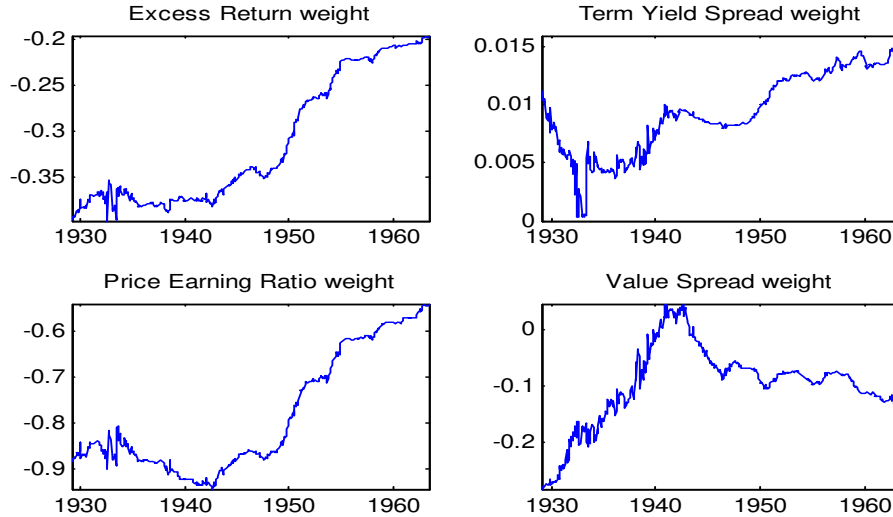 Excess Return weight
-0.2
-0.25
-0.3
-0.35
1930 1940 1950 1960
Term Yield Spread weight
0.015
0.01
0.005
0
1930 1940 1950 1960
Price Earning Ratio weight
-0.6
-0.7
-0.8
-0.9
1930 1940 1950 1960
Value Spread weight
0
-0.1
-0.2
1930 1940 1950 1960